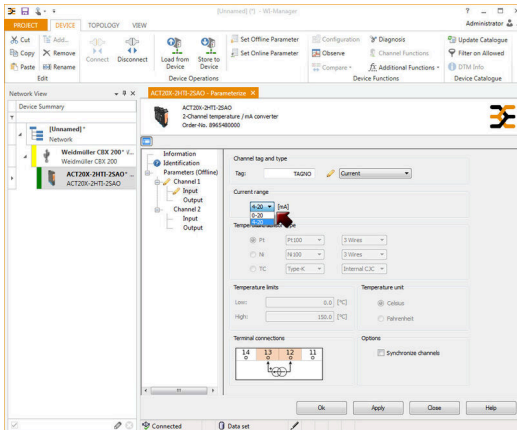 [Unnamed] (*) - WI-Manager
Administrator
PROJECT DEVICE TOPOLOGY VIEW
Cut Add...
Copy Remove
Paste Rename
Edit
Connect Disconnect
Load from Device Store to Device
Set Offline Parameter
Set Online Parameter
Device Operations
Configuration Diagnosis
Observe Channel Functions
Compare Additional Functions
Device Functions
Update Catalogue
Filter on Allowed
DTM Info
Device Catalogue
Network View
Device Summary
[Unnamed]*
Network
Weidmüller CBX 200*
Weidmüller CBX 200
ACT20X-2HTI-2SAO*
ACT20X-2HTI-2SAO
ACT20X-2HTI-2SAO - Parameterize
ACT20X-2HTI-2SAO
2-Channel temperature / mA converter
Order-No. 8965480000
Information
Identification
Parameters (Offline)
Channel 1
Input
Output
Channel 2
Input
Output
Channel tag and type
Tag: TAGNO Current
Current range
4-20 [mA]
0-20
4-20
Pt Pt100 3 Wires
Ni Ni100 3 Wires
TC Type-K Internal CJC
Temperature limits
Low: 0.0 [°C]
High: 150.0 [°C]
Temperature unit
Celsius
Fahrenheit
Terminal connections
14 13 12 11
Options
Synchronize channels
Ok Apply Close Help
Connected Data set